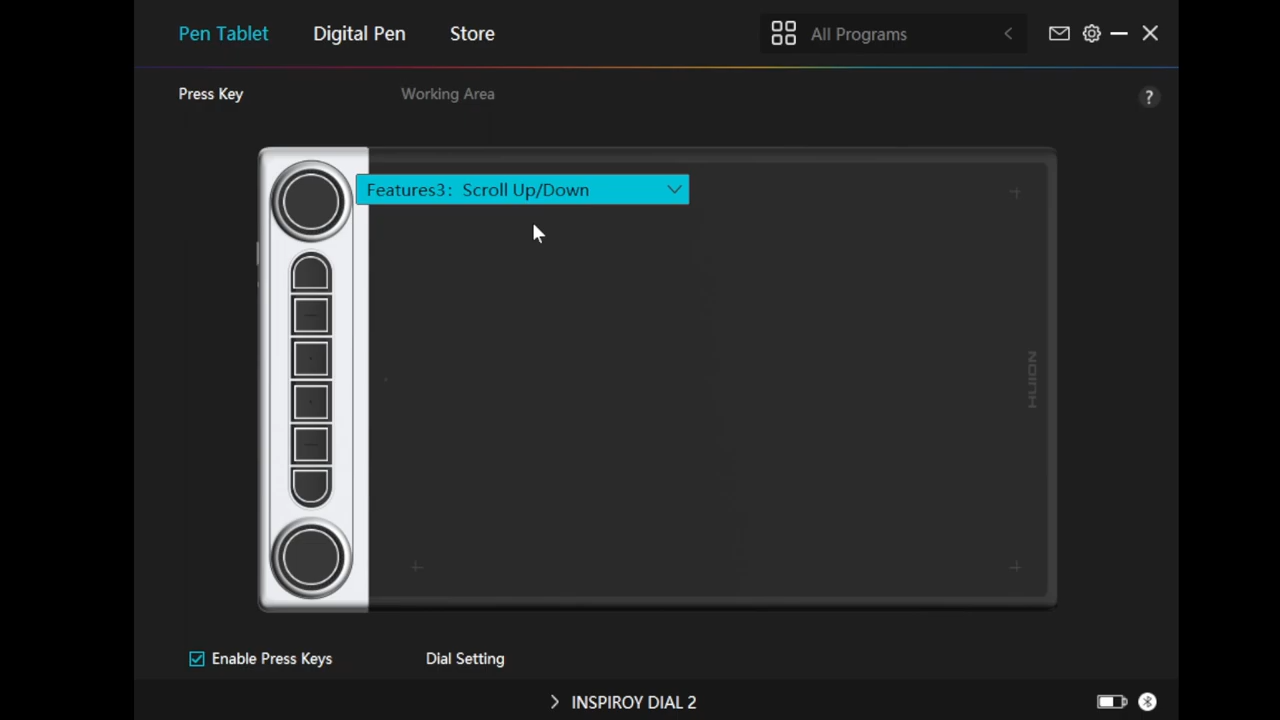 Pen Tablet
Digital Pen
Store
All Programs
Press Key
Working Area
?
Features3: Scroll Up/Down
HUION
Enable Press Keys
Dial Setting
INSPIROY DIAL 2